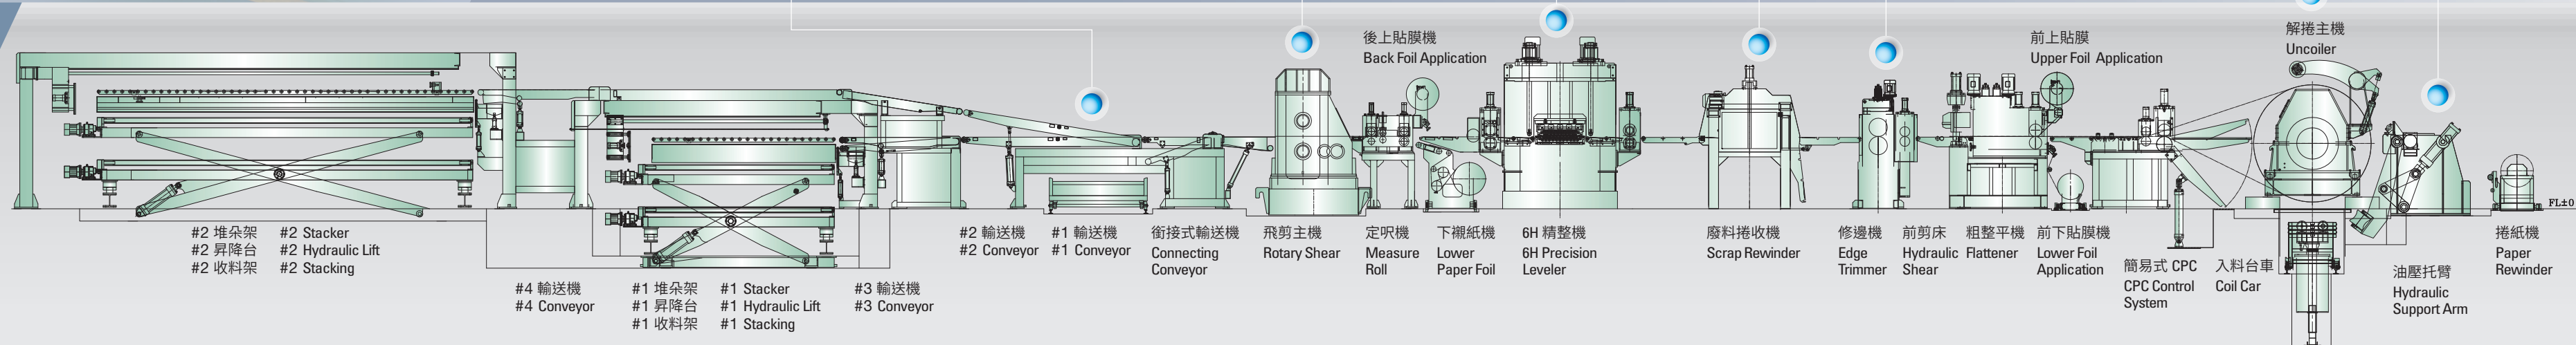 #2 堆朵架 #2 Stacker
#2 昇降台 #2 Hydraulic Lift
#2 收料架 #2 Stacking
#4 輸送機
#4 Conveyor
#1 堆朵架 #1 Stacker
#1 昇降台 #1 Hydraulic Lift
#1 收料架 #1 Stacking
#3 輸送機
#3 Conveyor
#2 輸送機
#2 Conveyor
#1 輸送機
#1 Conveyor
銜接式輸送機
Connecting
Conveyor
飛剪主機
Rotary Shear
後上貼膜機
Back Foil Application
定呎機
Measure
Roll
下襯紙機
Lower
Paper Foil
6H 精整機
6H Precision
Leveler
廢料捲收機
Scrap Rewinder
修邊機
Edge
Trimmer
前剪床
Hydraulic
Shear
粗整平機
Flattener
前上貼膜
Upper Foil Application
前下貼膜機
Lower Foil
Application
簡易式 CPC
CPC Control
System
入料台車
Coil Car
解捲主機
Uncoiler
油壓托臂
Hydraulic
Support Arm
捲紙機
Paper
Rewinder
FL±0